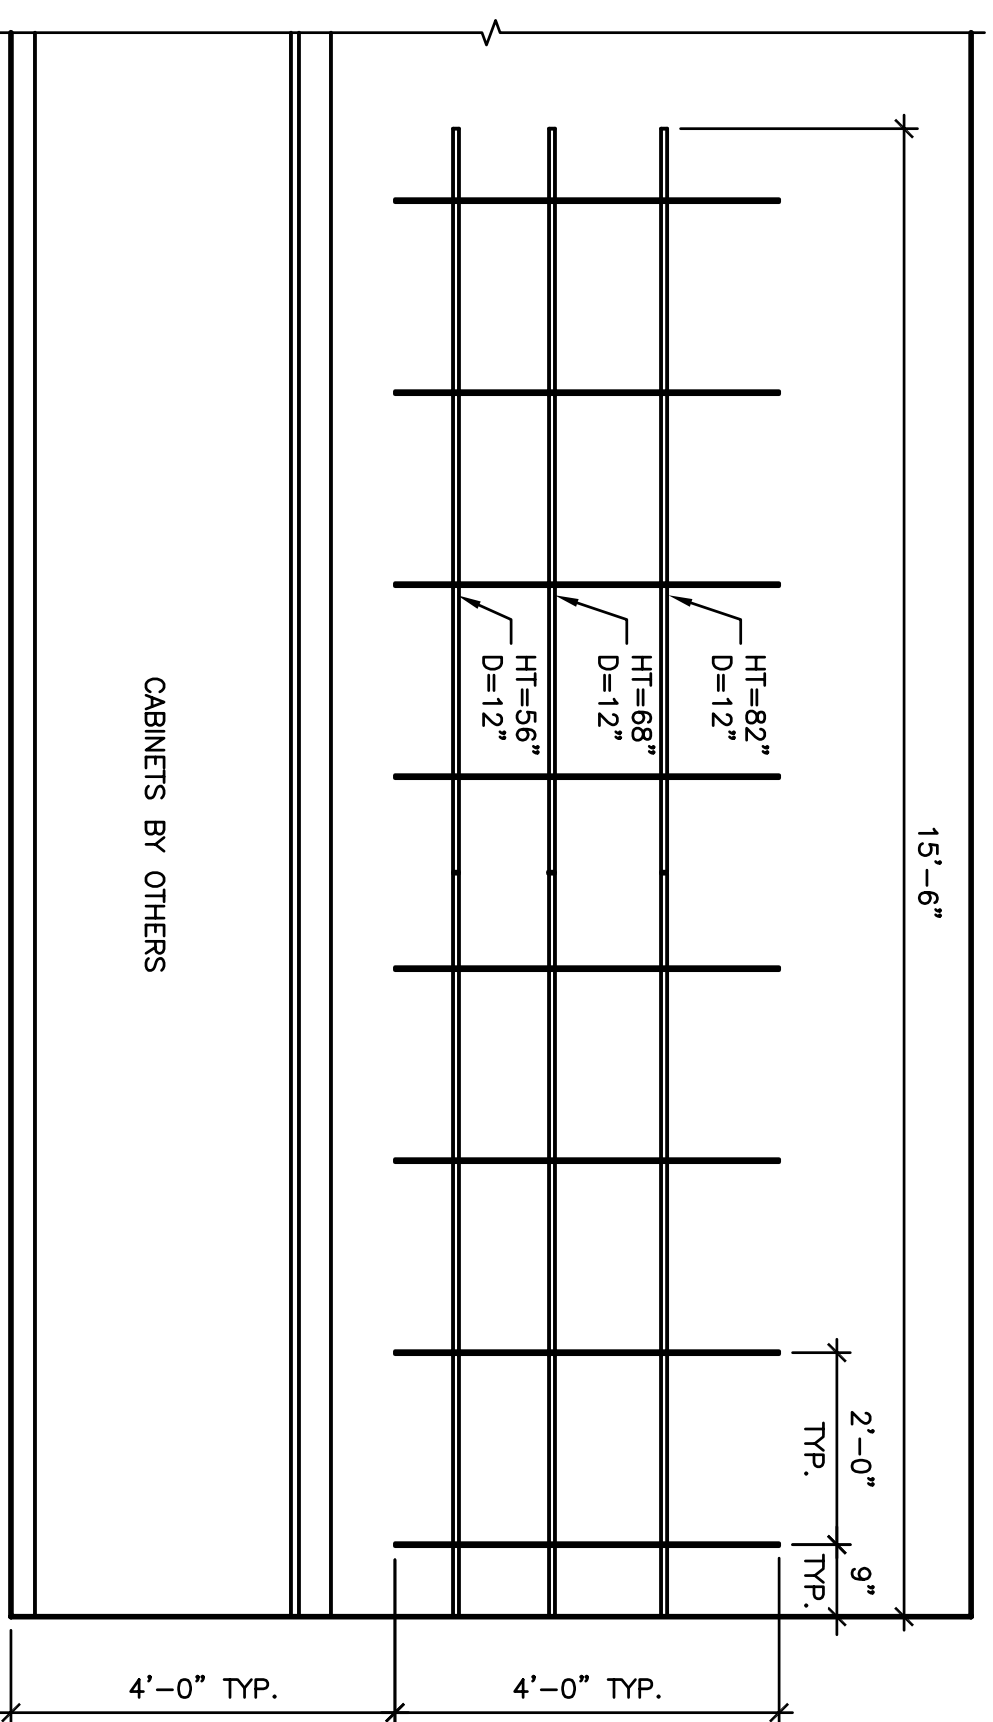 15'-6"
2'-0"
TYP.
9"
TYP.
HT=82"
D=12"
HT=68"
D=12"
HT=56"
D=12"
CABINETS BY OTHERS
4'-0" TYP.
4'-0" TYP.